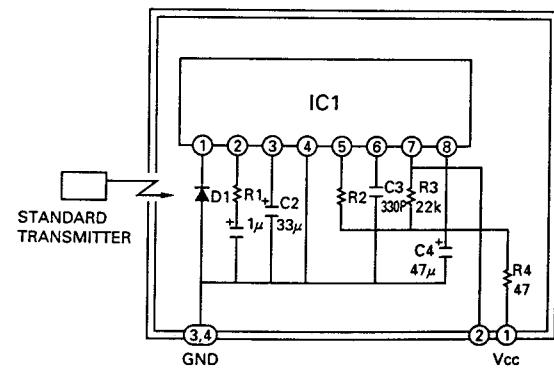 IC1
1 2 3 4 5 6 7 8
D1
R1
1μ
C2
33μ
R2
C3
330P
R3
22k
C4
47μ
R4
47
STANDARD
TRANSMITTER
3,4
2
1
GND
Vcc